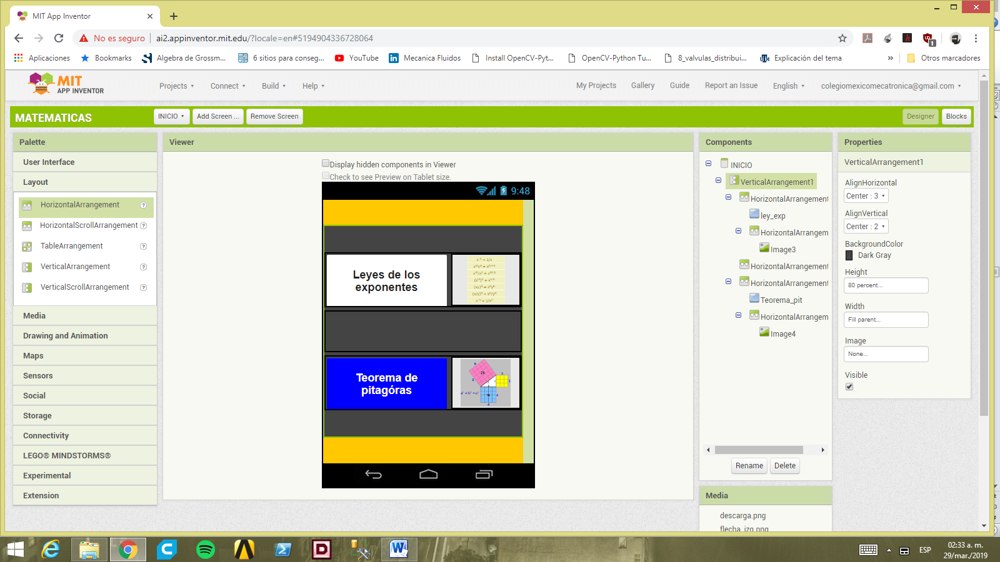 MIT App Inventor
No es seguro
ai2.appinventor.mit.edu/?locale=en#5194904336728064
Aplicaciones
Bookmarks
Algebra de Grossm...
6 sitios para conseg...
YouTube
Mecanica Fluidos
Install OpenCV-Pyt...
OpenCV-Python Tu...
8_valvulas_distribui...
Explicación del tema
Otros marcadores
MIT
APP INVENTOR
Projects
Connect
Build
Help
My Projects
Gallery
Guide
Report an Issue
English
colegiomexicomecatronica@gmail.com
MATEMATICAS
INICIO
Add Screen ...
Remove Screen
Designer
Blocks
Palette
User Interface
Layout
HorizontalArrangement
HorizontalScrollArrangement
TableArrangement
VerticalArrangement
VerticalScrollArrangement
Media
Drawing and Animation
Maps
Sensors
Social
Storage
Connectivity
LEGO® MINDSTORMS®
Experimental
Extension
Viewer
Display hidden components in Viewer
Check to see Preview on Tablet size.
9:48
Leyes de los
exponentes
Teorema de
pitagóras
Components
INICIO
VerticalArrangement1
HorizontalArrangement
ley_exp
HorizontalArrangem
Image3
HorizontalArrangement
HorizontalArrangement
Teorema_pit
HorizontalArrangem
Image4
Rename
Delete
Media
descarga.png
flecha_izq.png
Properties
VerticalArrangement1
AlignHorizontal
Center : 3
AlignVertical
Center : 2
BackgroundColor
Dark Gray
Height
80 percent...
Width
Fill parent...
Image
None...
Visible
ESP
02:33 a. m.
29/mar./2019